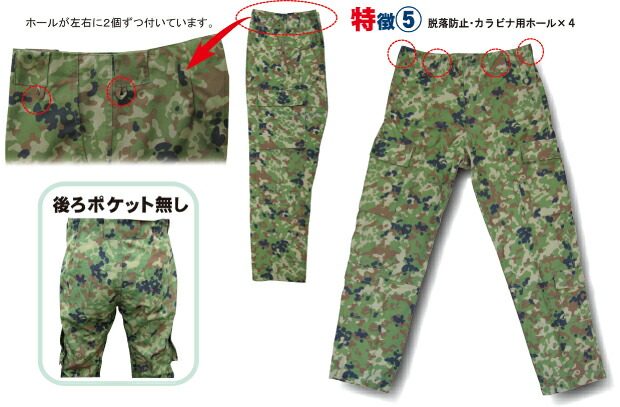 ホールが左右に2個ずつ付いています。
特徴⑤ 脱落防止・カラビナ用ホール×4
後ろポケット無し